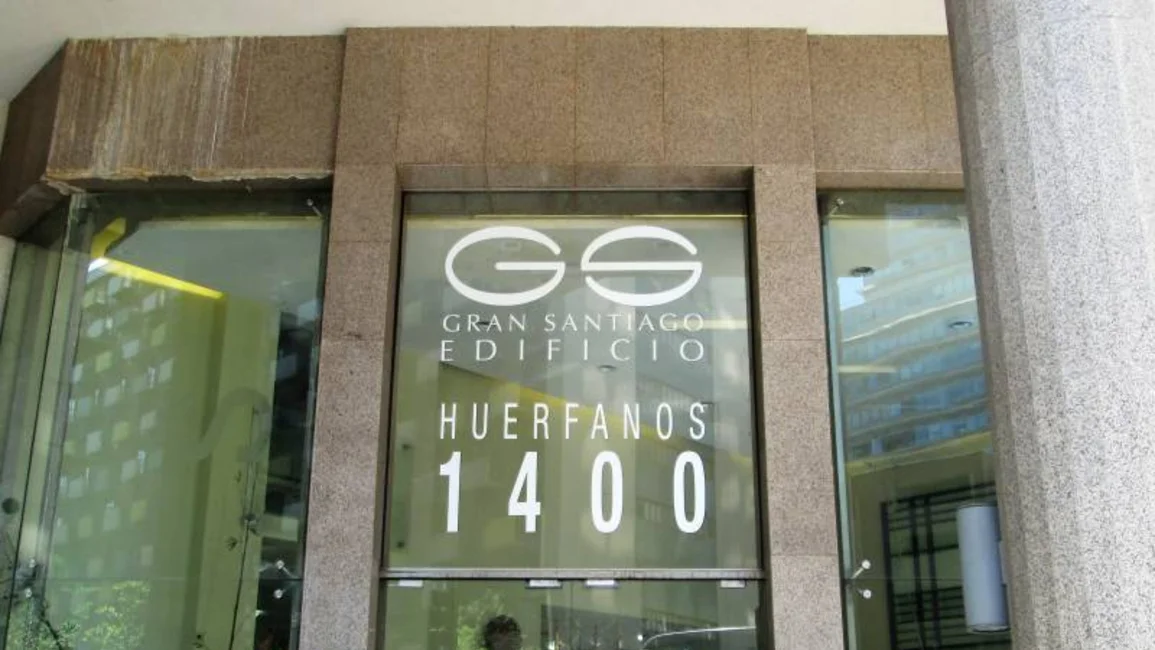 GS
GRAN SANTIAGO
EDIFICIO
HUERFANOS
1400